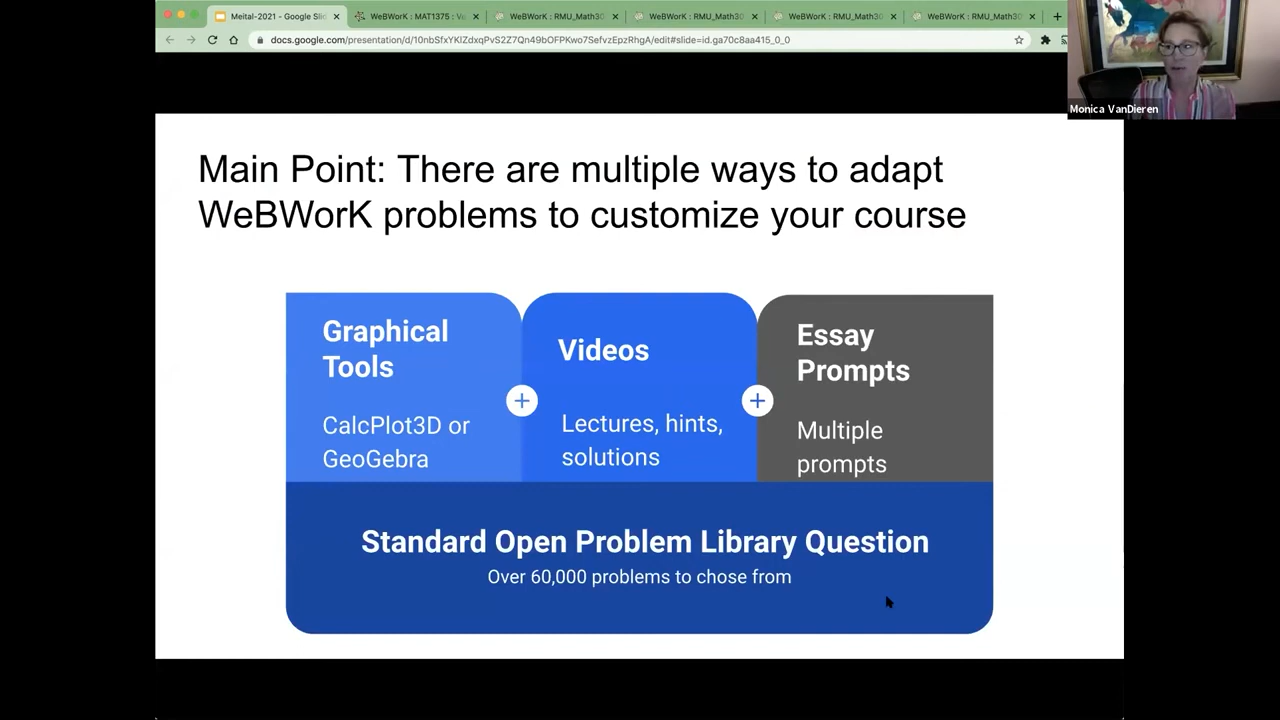 Meital-2021 - Google Slid
WeBWorK : MAT1375 : Ve
WeBWorK : RMU_Math30
WeBWorK : RMU_Math30
WeBWorK : RMU_Math30
WeBWorK : RMU_Math30
docs.google.com/presentation/d/10nbSfxYKIZdxqPvS2Z7Qn49bOFPKwo7SefvzEpzRhgA/edit#slide=id.ga70c8aa415_0_0
Monica VanDieren
Main Point: There are multiple ways to adapt
WeBWorK problems to customize your course
Graphical
Tools
CalcPlot3D or
GeoGebra
+
Videos
Lectures, hints,
solutions
+
Essay
Prompts
Multiple
prompts
Standard Open Problem Library Question
Over 60,000 problems to chose from